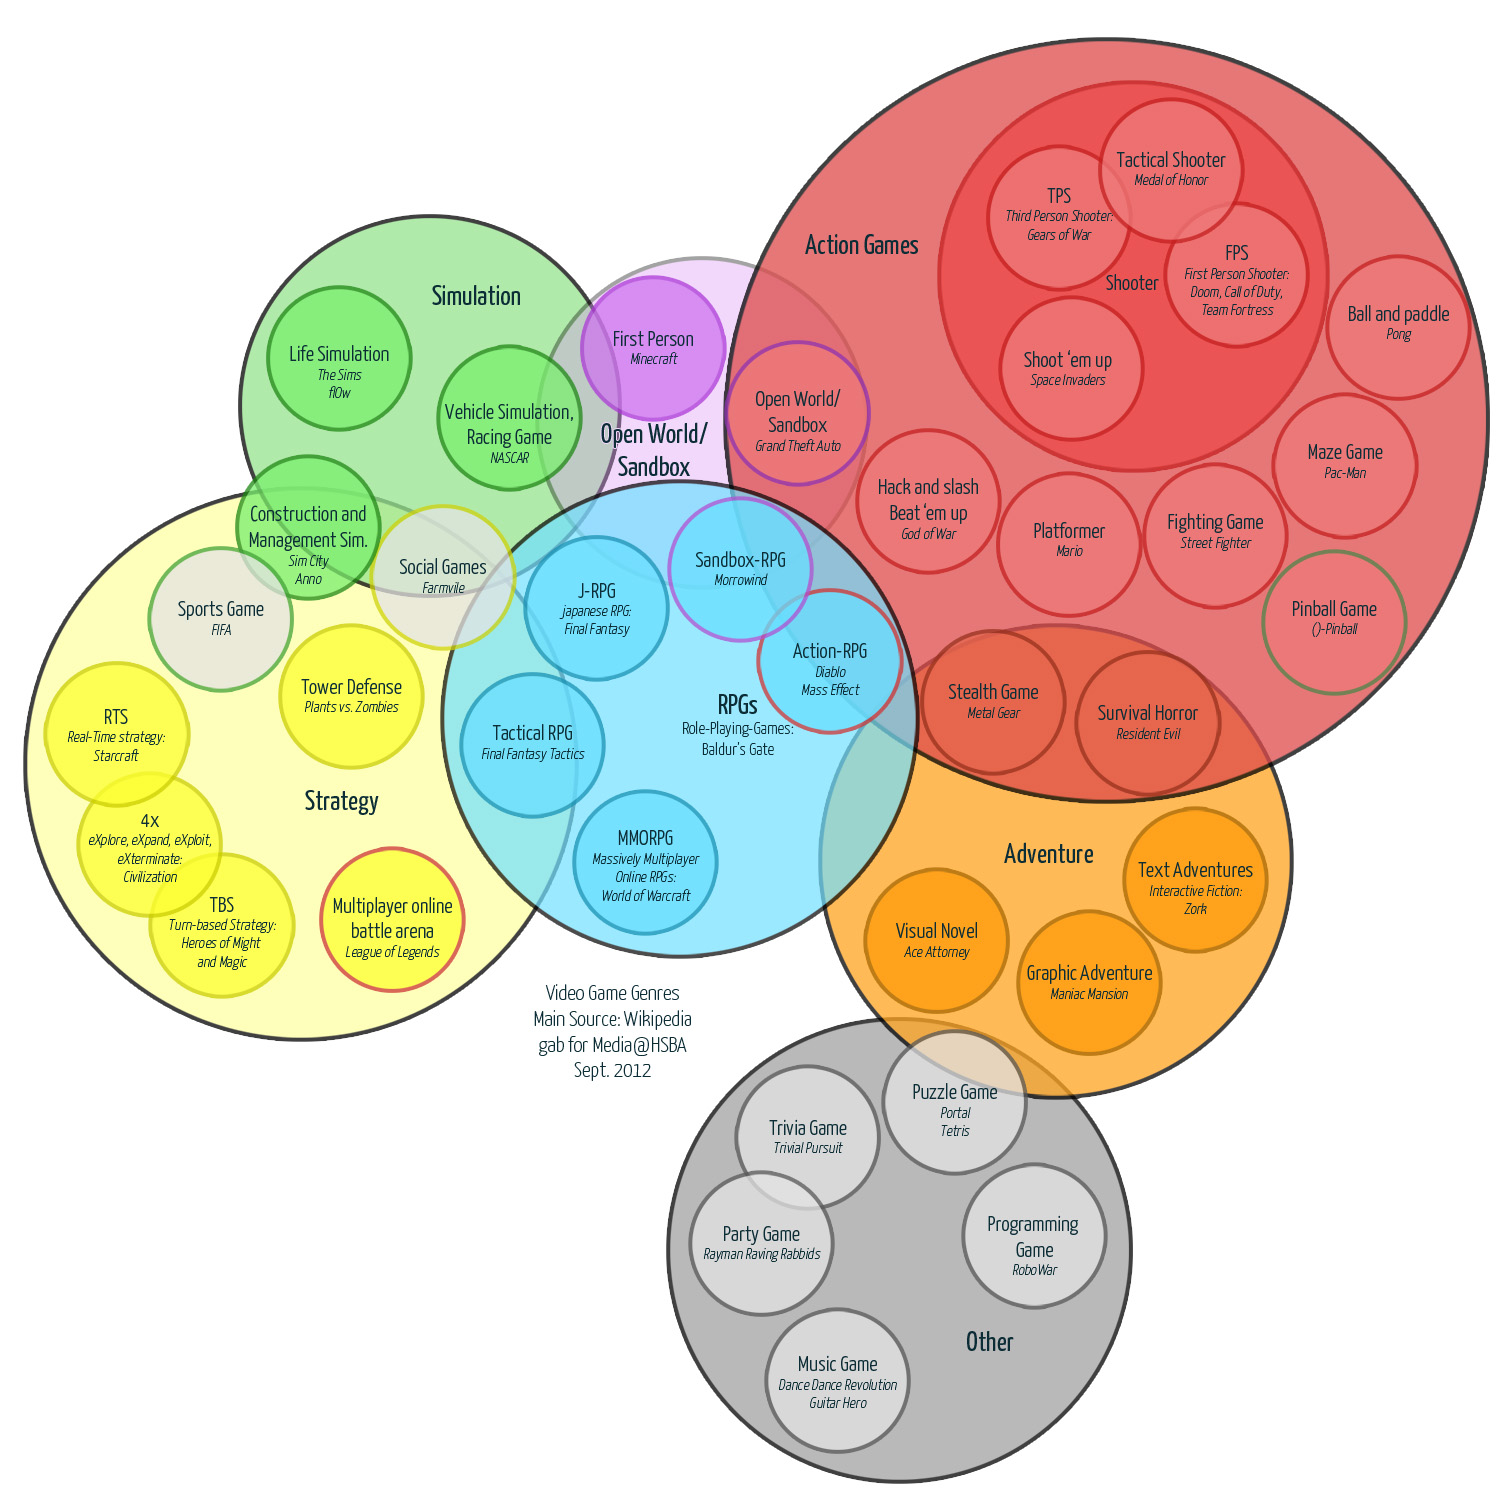 Action Games
Tactical Shooter
Medal of Honor
TPS
Third Person Shooter:
Gears of War
FPS
First Person Shooter:
Doom, Call of Duty,
Team Fortress
Shooter
Shoot ‘em up
Space Invaders
Ball and paddle
Pong
Maze Game
Pac-Man
Hack and slash
Beat ‘em up
God of War
Platformer
Mario
Fighting Game
Street Fighter
Pinball Game
()-Pinball
Stealth Game
Metal Gear
Survival Horror
Resident Evil
Simulation
Life Simulation
The Sims
flOw
Vehicle Simulation,
Racing Game
NASCAR
Construction and
Management Sim.
Sim City
Anno
First Person
Minecraft
Open World/
Sandbox
Open World/
Sandbox
Grand Theft Auto
Social Games
Farmvile
Sports Game
FIFA
Tower Defense
Plants vs. Zombies
RTS
Real-Time strategy:
Starcraft
Strategy
4x
eXplore, eXpand, eXploit,
eXterminate:
Civilization
TBS
Turn-based Strategy:
Heroes of Might
and Magic
Multiplayer online
battle arena
League of Legends
J-RPG
japanese RPG:
Final Fantasy
Sandbox-RPG
Morrowind
Action-RPG
Diablo
Mass Effect
RPGs
Role-Playing-Games:
Baldur's Gate
Tactical RPG
Final Fantasy Tactics
MMORPG
Massively Multiplayer
Online RPGs:
World of Warcraft
Adventure
Text Adventures
Interactive Fiction:
Zork
Visual Novel
Ace Attorney
Graphic Adventure
Maniac Mansion
Video Game Genres
Main Source: Wikipedia
gab for Media@HSBA
Sept. 2012
Puzzle Game
Portal
Tetris
Trivia Game
Trivial Pursuit
Party Game
Rayman Raving Rabbids
Programming
Game
RoboWar
Other
Music Game
Dance Dance Revolution
Guitar Hero